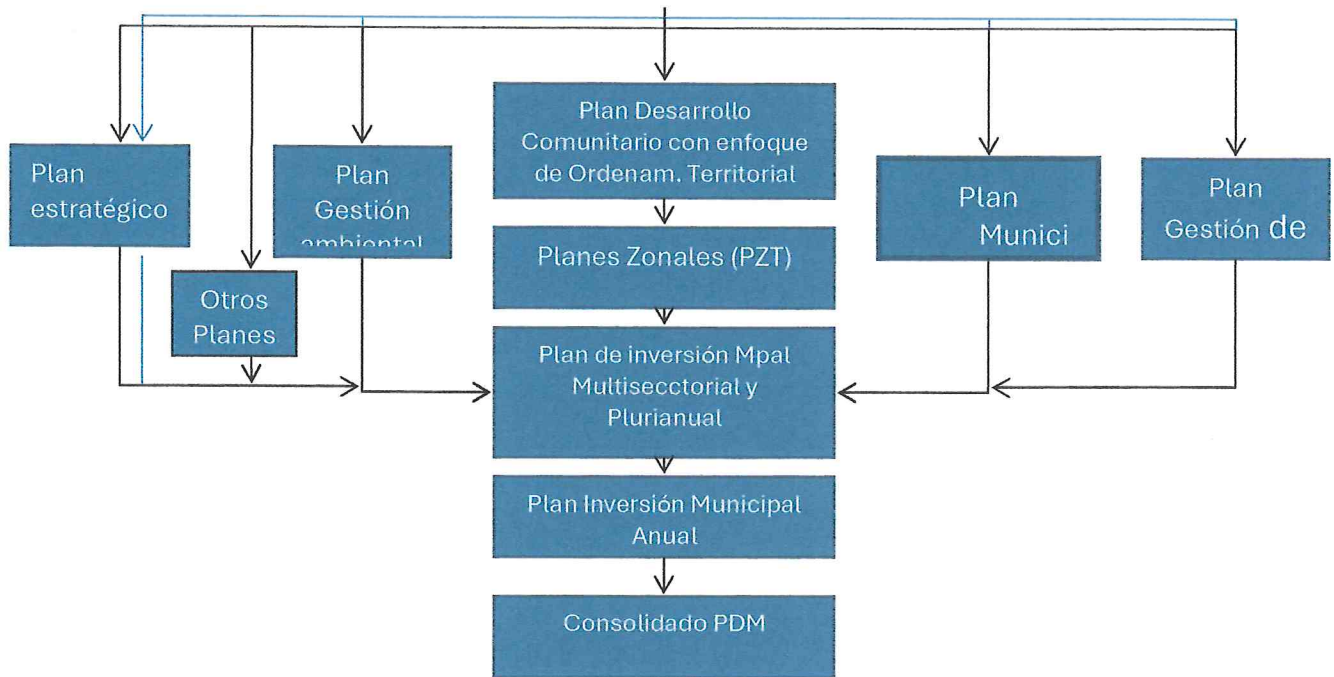 Plan Desarrollo
Comunitario con enfoque
de Ordenam. Territorial
Plan
estratégico
Plan
Gestión
ambiental
Plan
Munici
Plan
Gestión de
Otros
Planes
Planes Zonales (PZT)
Plan de inversión Mpal
Multisecctorial y
Plurianual
Plan Inversión Municipal
Anual
Consolidado PDM